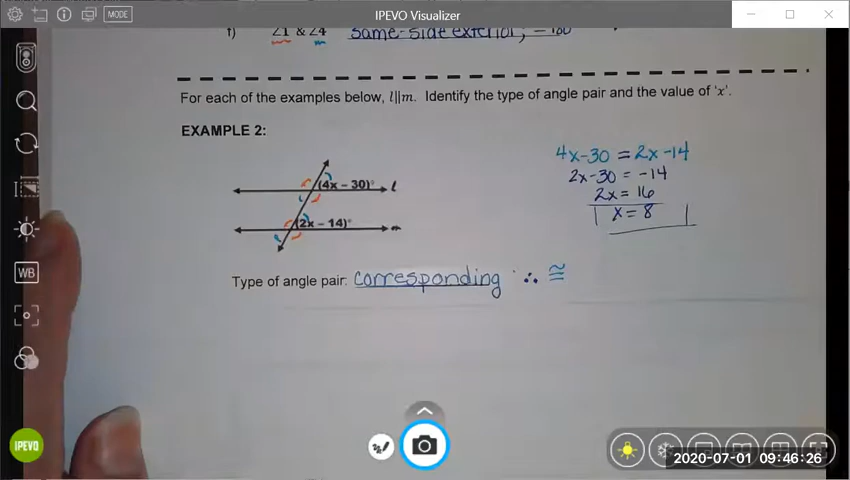 IPEVO Visualizer
MODE
f) ∠1 & ∠4 same-side exterior, = 180
For each of the examples below, l||m. Identify the type of angle pair and the value of 'x'.
EXAMPLE 2:
(4x – 30)° l
(2x – 14)° m
4x-30 = 2x-14
2x-30 = -14
2x = 16
x = 8
Type of angle pair: corresponding ∴ ≅
WB
iPEVO
2020-07-01 09:46:26